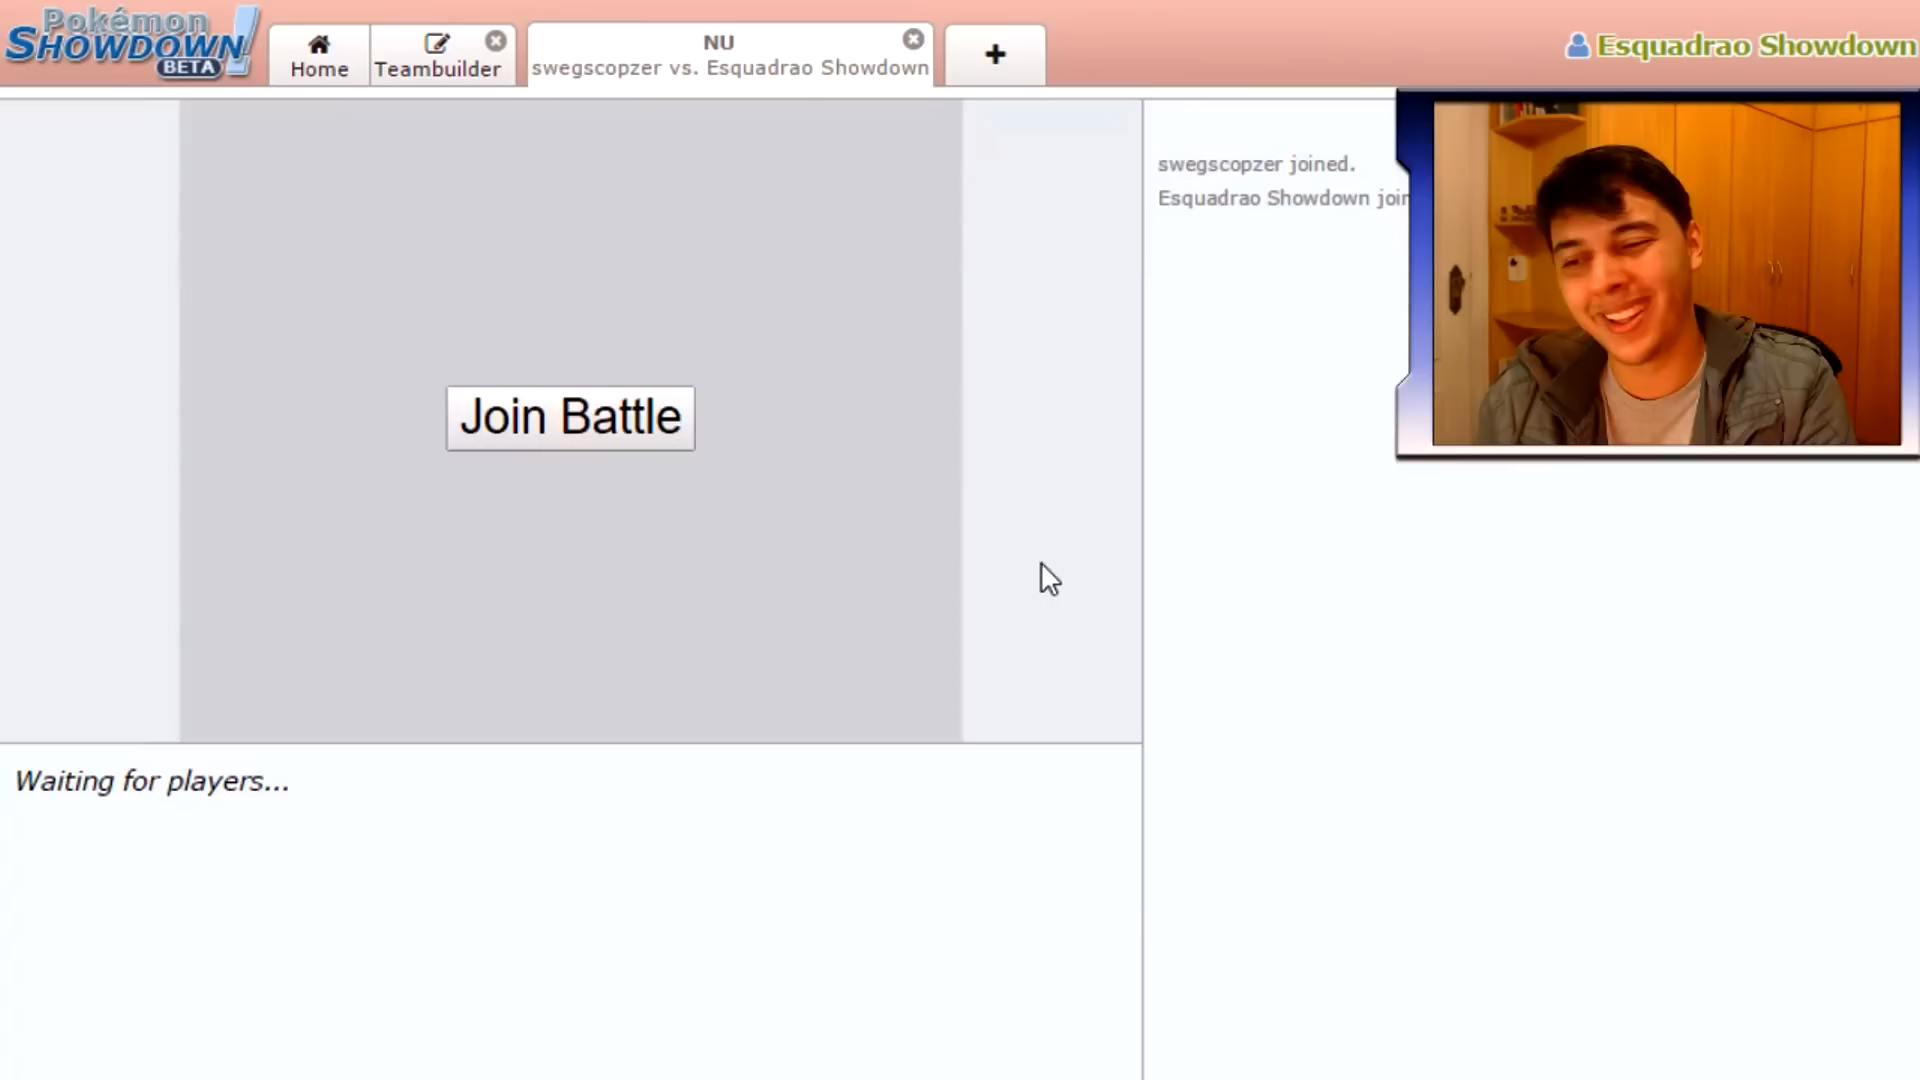 Pokémon
SHOWDOWN!
BETA
Home
Teambuilder
NU
swegscopzer vs. Esquadrao Showdown
+
Esquadrao Showdown
swegscopzer joined.
Esquadrao Showdown joir
Join Battle
Waiting for players...